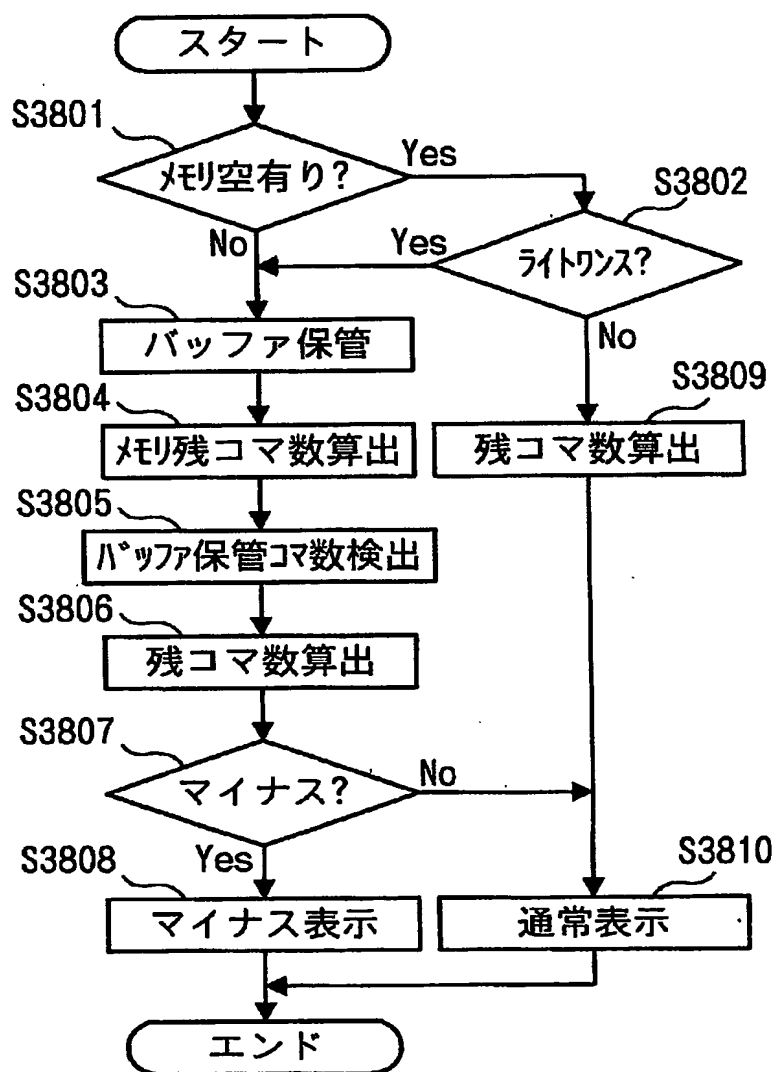 スタート
S3801
メモリ空有り?
Yes
No
S3802
ライトワンス?
Yes
No
S3803
バッファ保管
S3804
メモリ残コマ数算出
S3809
残コマ数算出
S3805
バッファ保管コマ数検出
S3806
残コマ数算出
S3807
マイナス?
No
Yes
S3808
マイナス表示
S3810
通常表示
エンド